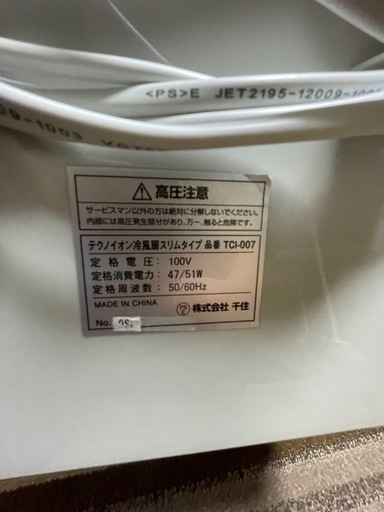 <PS>E JET2195-12009-100
9-1003
⚠ 高圧注意
サービスマン以外の方は絶対に分解しないでください。
内部には高圧発生部分があり、万一、触ると危険です。
テクノイオン冷風扇スリムタイプ 品番 TCI-007
定格電圧: 100V
定格消費電力: 47/51W
定格周波数: 50/60Hz
MADE IN CHINA
株式会社 千住
No.